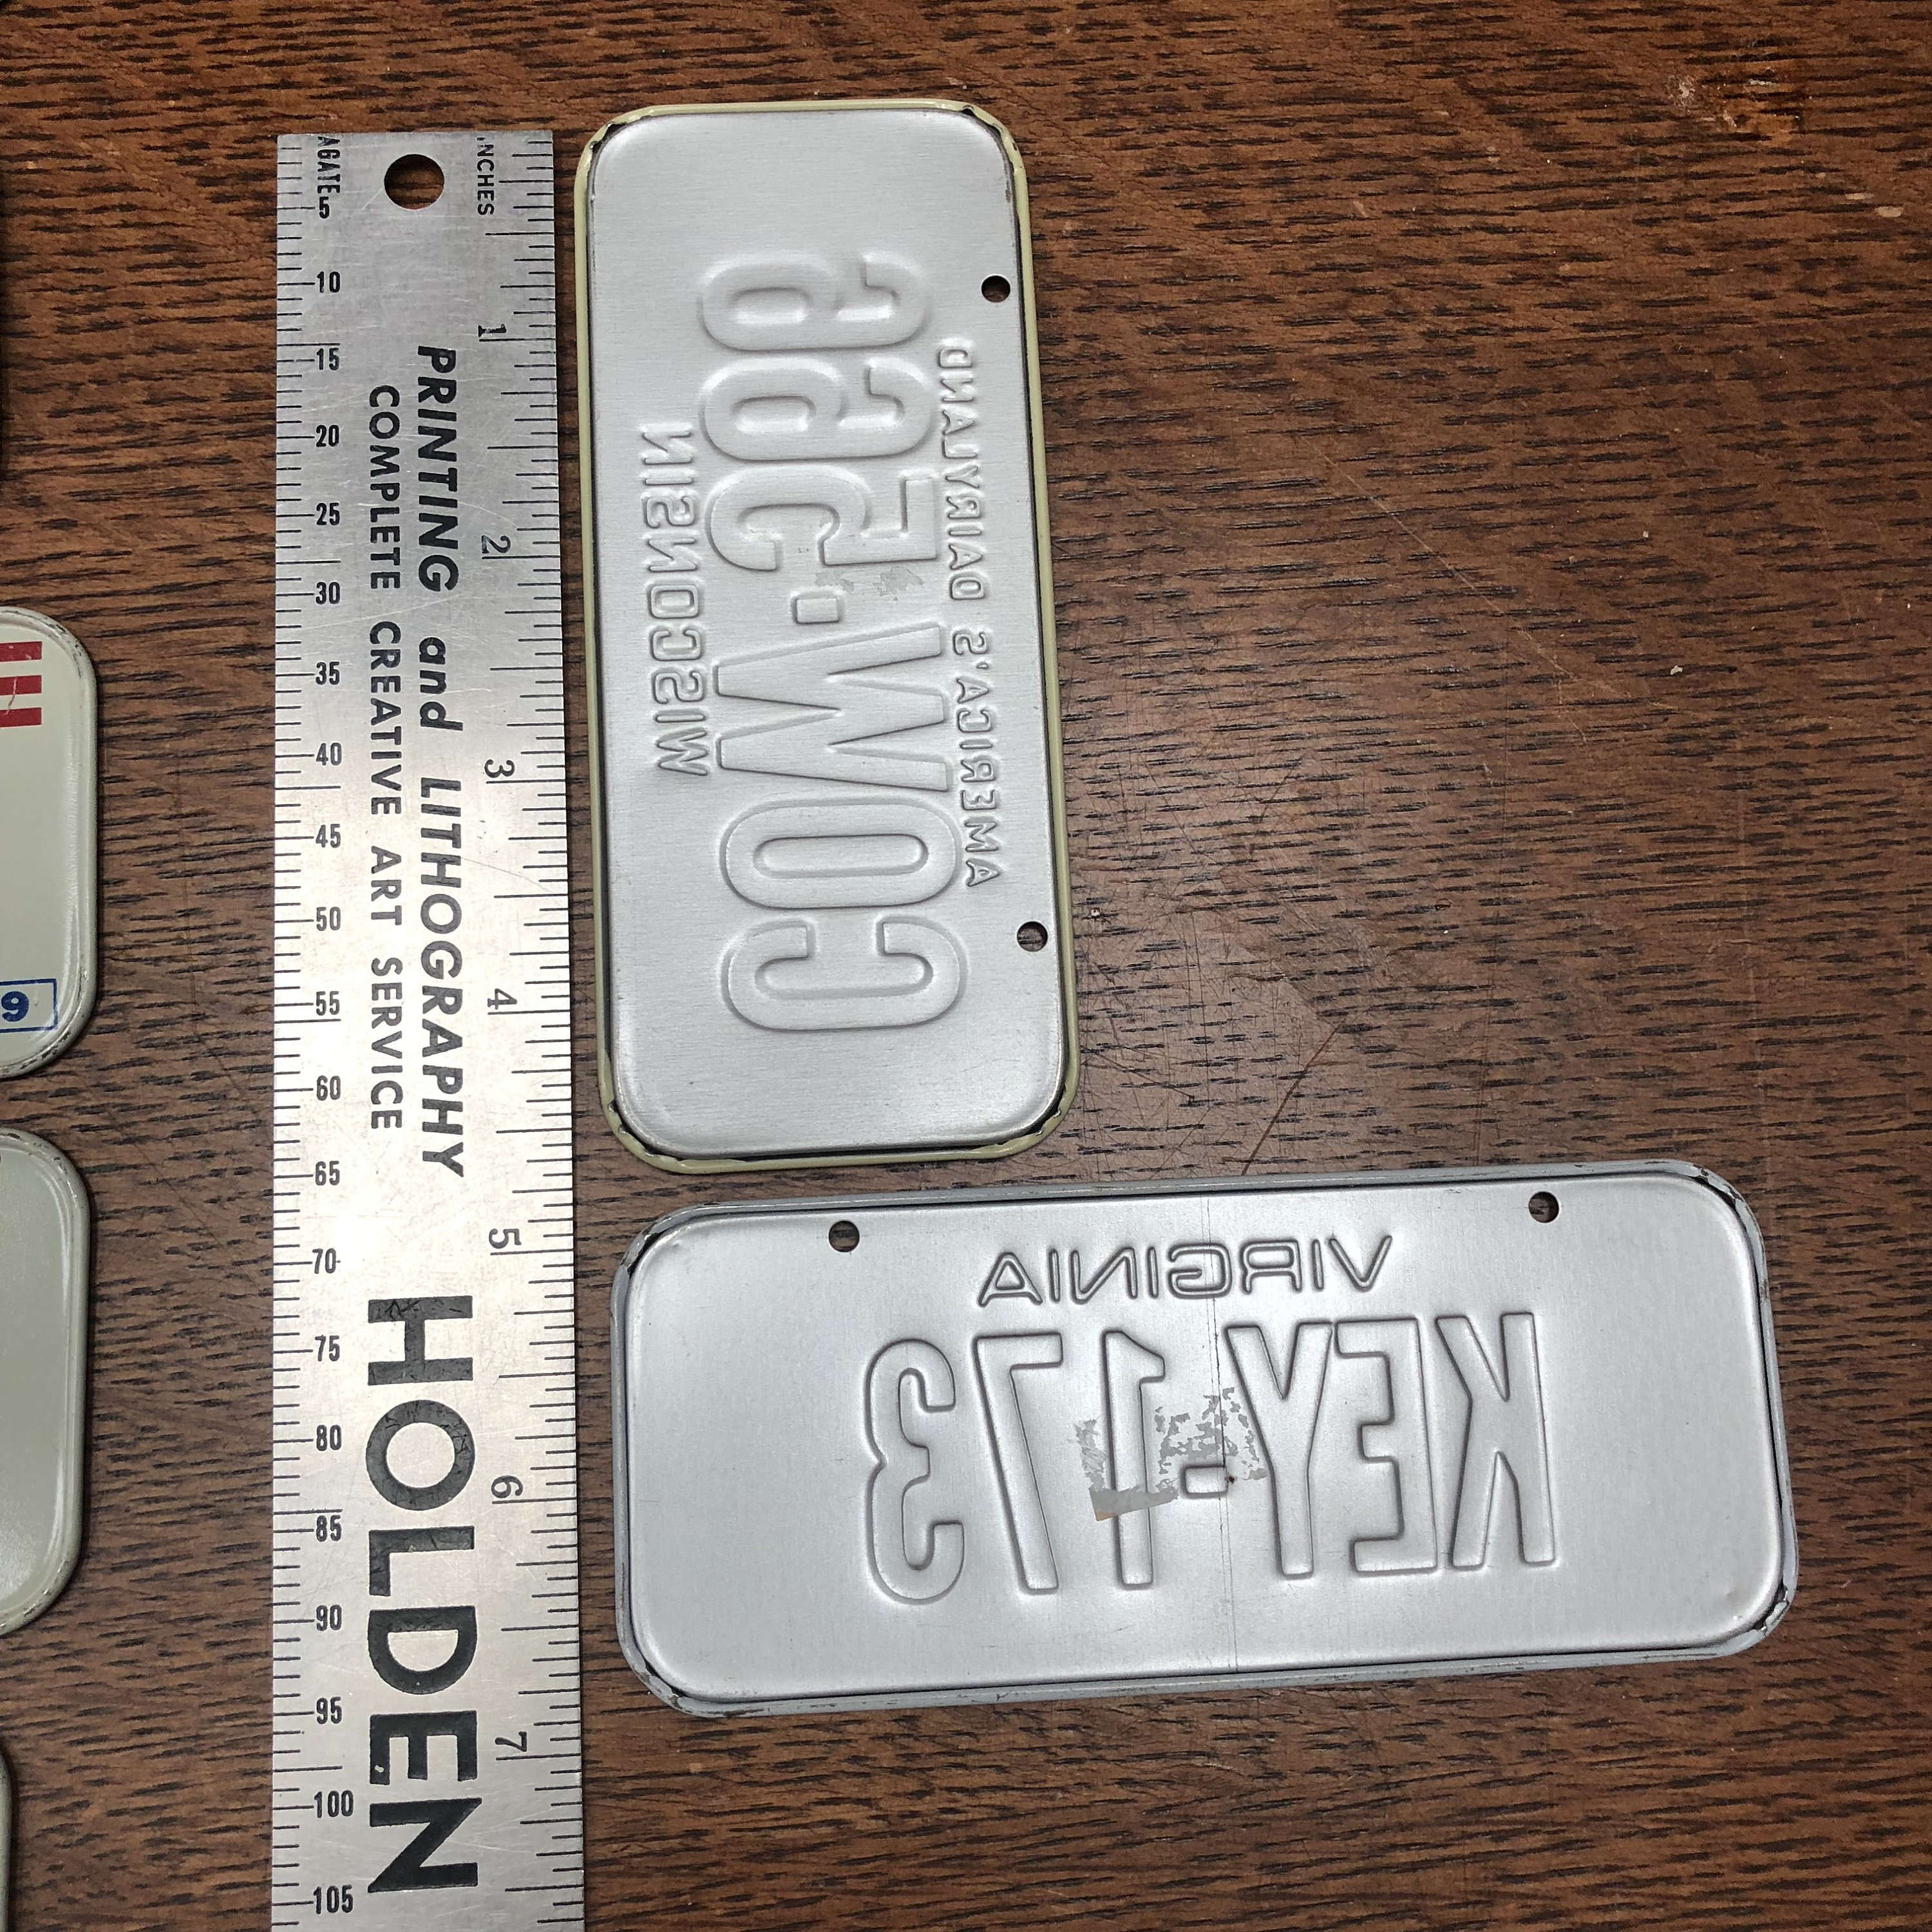 AGATE
INCHES
5
10
15
20
25
30
35
40
45
50
55
60
65
70
75
80
85
90
95
100
105
1
2
3
4
5
6
7
PRINTING and LITHOGRAPHY
COMPLETE CREATIVE ART SERVICE
HOLDEN
AMERICA'S DAIRYLAND
COW·566
WISCONSIN
VIRGINIA
KEY-173
9